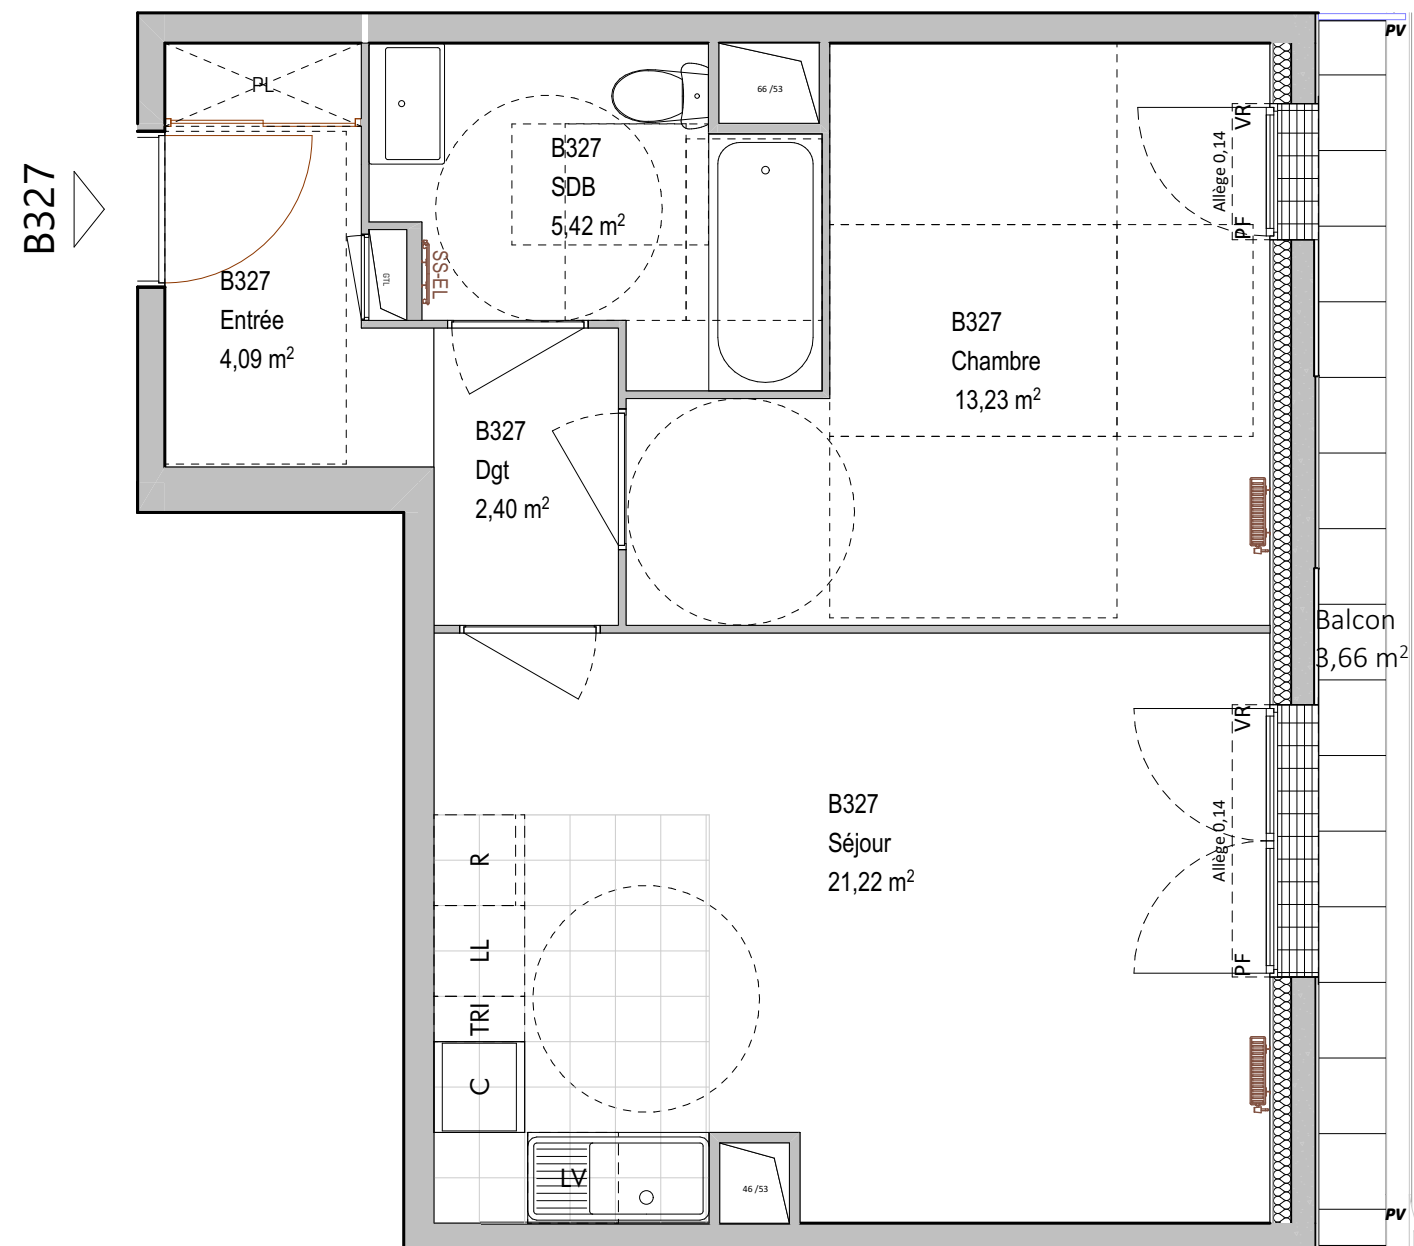 PV
PL
66 /53
B327
SDB
5,42 m²
VR
Allège 0,14
PF
B327
SS-EL
GTL
B327
Entrée
4,09 m²
B327
Chambre
13,23 m²
B327
Dgt
2,40 m²
Balcon
3,66 m²
VR
Allège 0,14
PF
B327
Séjour
21,22 m²
R
LL
TRI
C
LV
46 /53
PV